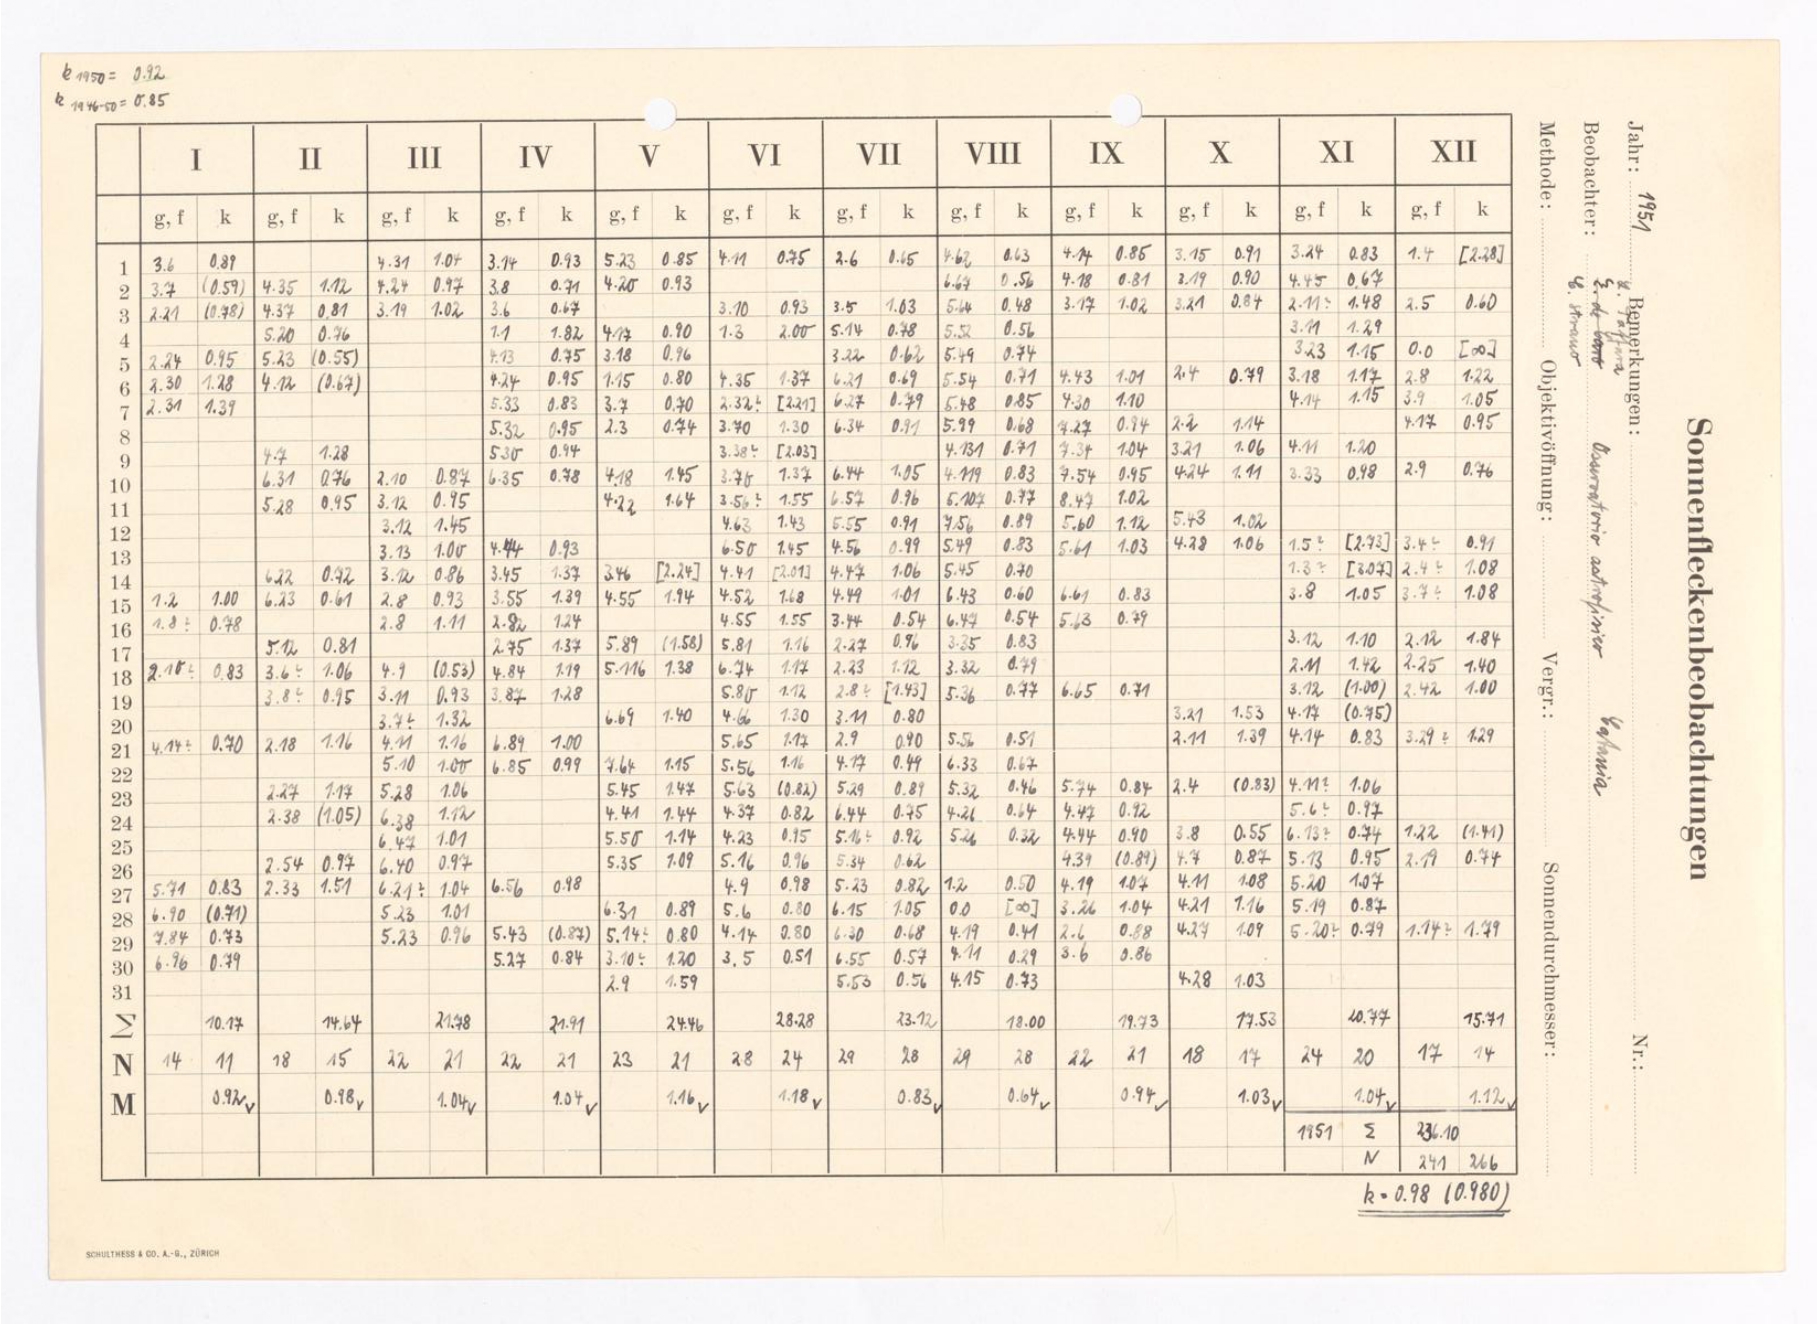 k 1950 = 0.92
k 1946-50 = 0.85
I II III IV V VI VII VIII IX X XI XII
g, f k g, f k g, f k g, f k g, f k g, f k g, f k g, f k g, f k g, f k g, f k g, f k
1 3.6 0.89 4.31 1.04 3.14 0.93 5.23 0.85 4.11 0.75 2.6 0.65 4.62 0.63 4.14 0.85 3.15 0.91 3.24 0.83 1.4 [2.28]
2 3.7 (0.59) 4.35 1.12 4.24 0.97 3.8 0.71 4.20 0.93 6.67 0.56 4.18 0.81 3.19 0.90 4.45 0.67
3 2.21 (0.78) 4.37 0.81 3.19 1.02 3.6 0.67 3.10 0.93 3.5 1.03 5.64 0.48 3.17 1.02 3.21 0.84 2.11: 1.48 2.5 0.60
4 5.20 0.76 1.1 1.82 4.17 0.90 1.3 2.00 5.14 0.78 5.52 0.56 3.11 1.29
5 2.24 0.95 5.23 (0.55) 4.13 0.75 3.18 0.96 3.22 0.62 5.49 0.74 3.23 1.15 0.0 [∞]
6 2.30 1.28 4.12 (0.67) 4.24 0.95 1.15 0.80 4.35 1.37 6.21 0.69 5.54 0.71 4.43 1.01 2.4 0.79 3.18 1.17 2.8 1.22
7 2.31 1.39 5.33 0.83 3.7 0.70 2.32: [2.21] 6.27 0.79 5.48 0.85 4.30 1.10 4.14 1.15 3.9 1.05
8 5.32 0.95 2.3 0.74 3.70 1.30 6.34 0.91 5.99 0.68 7.27 0.94 2.2 1.14 4.17 0.95
9 4.7 1.28 5.30 0.94 3.38: [2.03] 4.131 0.71 7.34 1.04 3.21 1.06 4.11 1.20
10 6.31 0.76 2.10 0.87 6.35 0.78 4.18 1.45 3.78 1.37 6.44 1.05 4.119 0.83 7.54 0.95 4.24 1.11 3.33 0.98 2.9 0.76
11 5.28 0.95 3.12 0.95 4.22 1.64 3.56: 1.55 6.57 0.96 5.107 0.77 8.47 1.02
12 3.12 1.45 4.63 1.43 5.55 0.91 7.56 0.89 5.60 1.12 5.43 1.02
13 3.13 1.00 4.44 0.93 6.50 1.45 4.56 0.99 5.49 0.83 5.61 1.03 4.28 1.06 1.5: [2.73] 3.4: 0.91
14 6.22 0.72 3.12 0.86 3.45 1.37 3.46 [2.24] 4.41 [2.01] 4.47 1.06 5.45 0.70 1.3: [3.07] 2.4: 1.08
15 1.2 1.00 6.23 0.61 2.8 0.93 3.55 1.39 4.55 1.94 4.52 1.68 4.49 1.01 6.43 0.60 6.61 0.83 3.8 1.05 3.7: 1.08
16 1.8: 0.78 2.8 1.11 2.82 1.24 4.55 1.55 3.44 0.54 6.47 0.54 5.63 0.79
17 5.12 0.81 2.75 1.37 5.89 (1.58) 5.81 1.16 2.27 0.96 3.35 0.83 3.12 1.10 2.12 1.84
18 2.10: 0.83 3.6: 1.06 4.9 (0.53) 4.84 1.19 5.116 1.38 6.74 1.17 2.23 1.12 3.32 0.79 2.11 1.42 2.25 1.40
19 3.8: 0.95 3.11 0.93 3.87 1.28 5.80 1.12 2.8: [1.43] 5.36 0.77 6.65 0.71 3.12 (1.00) 2.42 1.00
20 3.7: 1.32 6.69 1.40 4.66 1.30 3.11 0.80 3.21 1.53 4.17 (0.75)
21 4.14: 0.70 2.18 1.16 4.11 1.16 6.89 1.00 5.65 1.17 2.9 0.90 5.56 0.51 2.11 1.39 4.14 0.83 3.29: 1.29
22 5.10 1.00 6.85 0.99 7.64 1.15 5.56 1.16 4.17 0.49 6.33 0.67
23 2.27 1.17 5.28 1.06 5.45 1.47 5.63 (0.82) 5.29 0.89 5.32 0.46 5.74 0.84 2.4 (0.83) 4.11: 1.06
24 2.38 (1.05) 6.38 1.12 4.41 1.44 4.37 0.82 6.44 0.75 4.26 0.64 4.47 0.92 5.6: 0.97
25 6.47 1.01 5.50 1.14 4.23 0.95 5.16: 0.92 5.26 0.32 4.44 0.90 3.8 0.55 6.13: 0.74 1.22 (1.41)
26 2.54 0.97 6.40 0.97 5.35 1.09 5.16 0.96 5.34 0.62 4.39 (0.89) 4.7 0.87 5.13 0.95 2.19 0.74
27 5.71 0.83 2.33 1.51 6.21: 1.04 6.56 0.98 4.9 0.98 5.23 0.82 1.2 0.50 4.19 1.07 4.11 1.08 5.20 1.07
28 6.90 (0.71) 5.23 1.01 6.31 0.89 5.6 0.80 6.15 1.05 0.0 [∞] 3.26 1.04 4.21 1.16 5.19 0.87
29 7.84 0.73 5.23 0.96 5.43 (0.87) 5.14: 0.80 4.14 0.80 6.30 0.68 4.19 0.41 2.6 0.88 4.27 1.09 5.20: 0.79 1.14: 1.79
30 6.96 0.79 5.27 0.84 3.10: 1.20 3.5 0.51 6.55 0.57 4.11 0.29 3.6 0.86
31 2.9 1.59 5.53 0.56 4.15 0.73 4.28 1.03
Σ 10.17 14.64 21.78 21.91 24.46 28.28 23.12 18.00 19.73 17.53 20.77 15.71
N 14 11 18 15 22 21 22 21 23 21 28 24 29 28 29 28 22 21 18 17 24 20 17 14
M 0.92✓ 0.98✓ 1.04✓ 1.04✓ 1.16✓ 1.18✓ 0.83✓ 0.64✓ 0.94✓ 1.03✓ 1.04✓ 1.12✓
1951 Σ 236.10
N 241 266
k = 0.98 (0.980)
SCHULTHESS & CO. A.-G., ZÜRICH
Sonnenfleckenbeobachtungen
Jahr: 1951 Bemerkungen: Nr.:
Beobachter: Osservatorio astrofisico Catania
Methode: Objektivöffnung: Vergr.: Sonnendurchmesser: